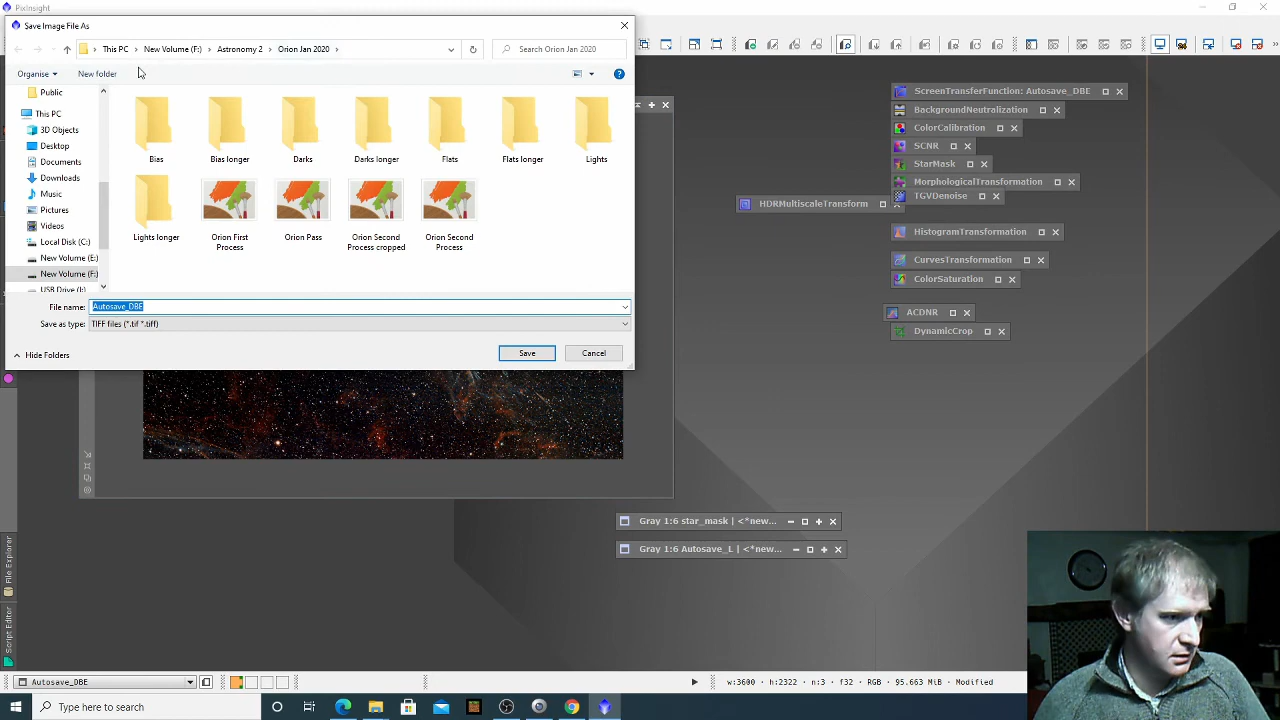 PixInsight
Save Image File As
This PC > New Volume (F:) > Astronomy 2 > Orion Jan 2020 >
Search Orion Jan 2020
Organise
New folder
Public
This PC
3D Objects
Desktop
Documents
Downloads
Music
Pictures
Videos
Local Disk (C:)
New Volume (E:)
New Volume (F:)
USB Drive (I:)
Bias
Bias longer
Darks
Darks longer
Flats
Flats longer
Lights
Lights longer
Orion First
Process
Orion Pass
Orion Second
Process cropped
Orion Second
Process
File name:
Autosave_DBE
Save as type:
TIFF files (*.tif *.tiff)
Hide Folders
Save
Cancel
ScreenTransferFunction: Autosave_DBE
BackgroundNeutralization
ColorCalibration
SCNR
StarMask
MorphologicalTransformation
TGVDenoise
HDRMultiscaleTransform
HistogramTransformation
CurvesTransformation
ColorSaturation
ACDNR
DynamicCrop
Gray 1:6 star_mask | <*new...
Gray 1:6 Autosave_L | <*new...
File Explorer
Script Editor
Autosave_DBE
w:3600 | h:2322 | n:3 | f32 | RGB | 95.663 MiB | Modified
Type here to search